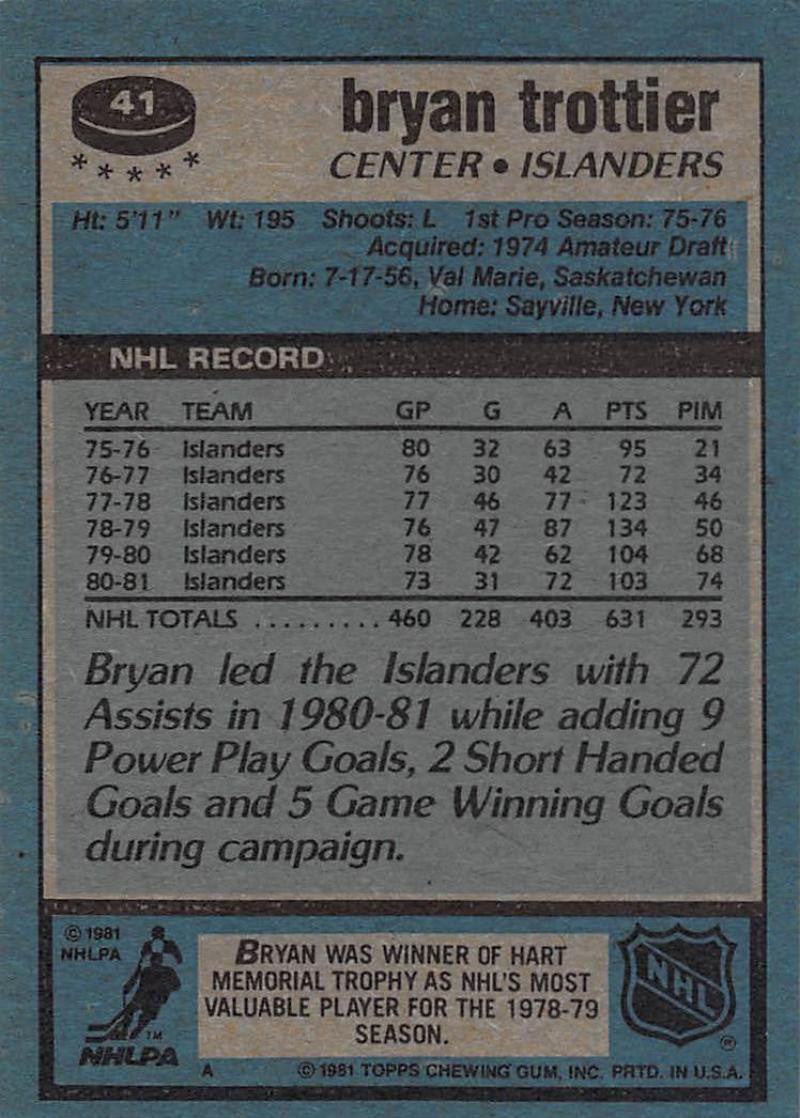 41
bryan trottier
* * * * *
CENTER • ISLANDERS
Ht: 5'11" Wt: 195 Shoots: L 1st Pro Season: 75-76
Acquired: 1974 Amateur Draft
Born: 7-17-56, Val Marie, Saskatchewan
Home: Sayville, New York
NHL RECORD
YEAR TEAM GP G A PTS PIM
75-76 Islanders 80 32 63 95 21
76-77 Islanders 76 30 42 72 34
77-78 Islanders 77 46 77 123 46
78-79 Islanders 76 47 87 134 50
79-80 Islanders 78 42 62 104 68
80-81 Islanders 73 31 72 103 74
NHL TOTALS .......... 460 228 403 631 293
Bryan led the Islanders with 72
Assists in 1980-81 while adding 9
Power Play Goals, 2 Short Handed
Goals and 5 Game Winning Goals
during campaign.
© 1981
NHLPA
TM
NHLPA
BRYAN WAS WINNER OF HART
MEMORIAL TROPHY AS NHL'S MOST
VALUABLE PLAYER FOR THE 1978-79
SEASON.
NHL
®
A © 1981 TOPPS CHEWING GUM, INC. PRTD. IN U.S.A.